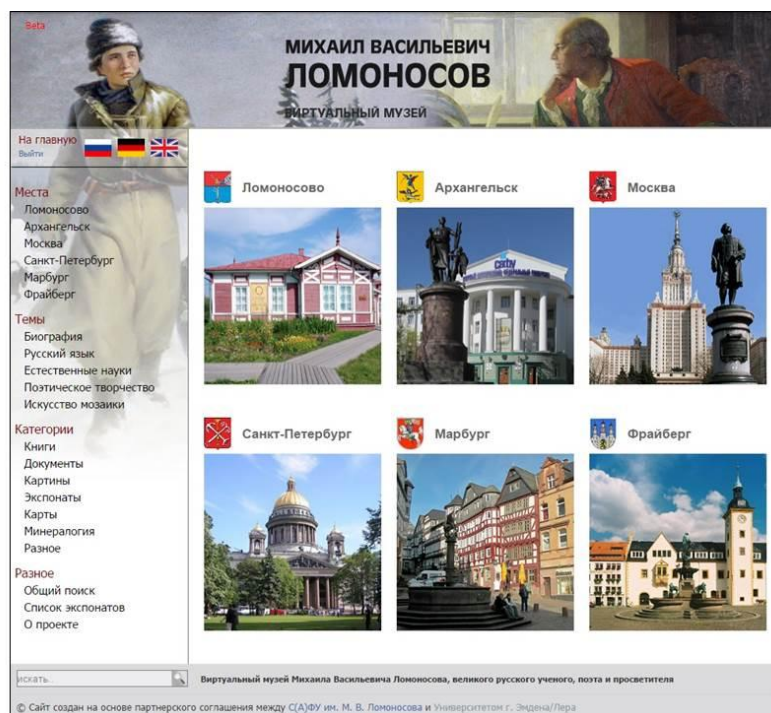 Beta
МИХАИЛ ВАСИЛЬЕВИЧ
ЛОМОНОСОВ
ВИРТУАЛЬНЫЙ МУЗЕЙ
На главную
Выйти
Места
Ломоносово
Архангельск
Москва
Санкт-Петербург
Марбург
Фрайберг
Темы
Биография
Русский язык
Естественные науки
Поэтическое творчество
Искусство мозаики
Категории
Книги
Документы
Картины
Экспонаты
Карты
Минералогия
Разное
Разное
Общий поиск
Список экспонатов
О проекте
Ломоносово
Архангельск
Москва
Санкт-Петербург
Марбург
Фрайберг
искать...
Виртуальный музей Михаила Васильевича Ломоносова, великого русского ученого, поэта и просветителя
© Сайт создан на основе партнерского соглашения между С(А)ФУ им. М. В. Ломоносова и Университетом г. Эмдена/Лера